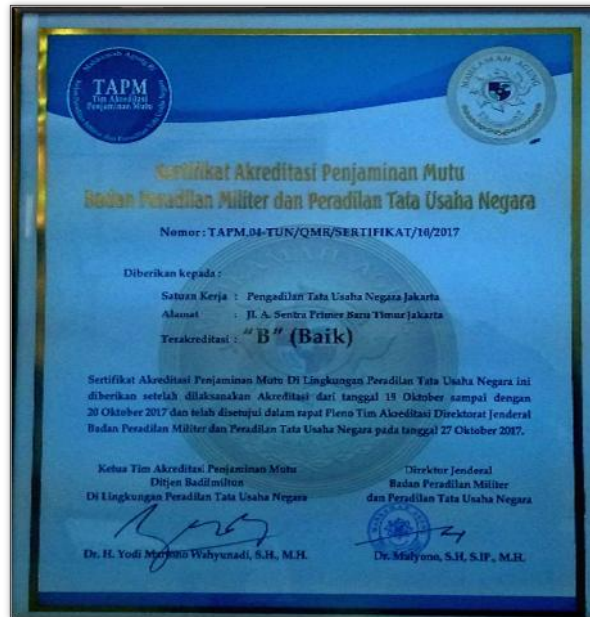 TAPM
Tim Akreditasi
Penjaminan Mutu
MAHKAMAH AGUNG
Sertifikat Akreditasi Penjaminan Mutu
Badan Peradilan Militer dan Peradilan Tata Usaha Negara
Nomor : TAPM.04-TUN/QMR/SERTIFIKAT/16/2017
Diberikan kepada :
Satuan Kerja : Pengadilan Tata Usaha Negara Jakarta
Alamat : Jl. A. Sentra Primer Baru Timur Jakarta
Terakreditasi : "B" (Baik)
Sertifikat Akreditasi Penjaminan Mutu Di Lingkungan Peradilan Tata Usaha Negara ini
diberikan setelah dilaksanakan Akreditasi dari tanggal 19 Oktober sampai dengan
20 Oktober 2017 dan telah disetujui dalam rapat Pleno Tim Akreditasi Direktorat Jenderal
Badan Peradilan Militer dan Peradilan Tata Usaha Negara pada tanggal 27 Oktober 2017.
Ketua Tim Akreditasi Penjaminan Mutu
Ditjen Badilmiltun
Di Lingkungan Peradilan Tata Usaha Negara
Direktur Jenderal
Badan Peradilan Militer
dan Peradilan Tata Usaha Negara
Dr. H. Yodi Martono Wahyunadi, S.H., M.H.
Dr. Mulyono, S.H, S.IP., M.H.